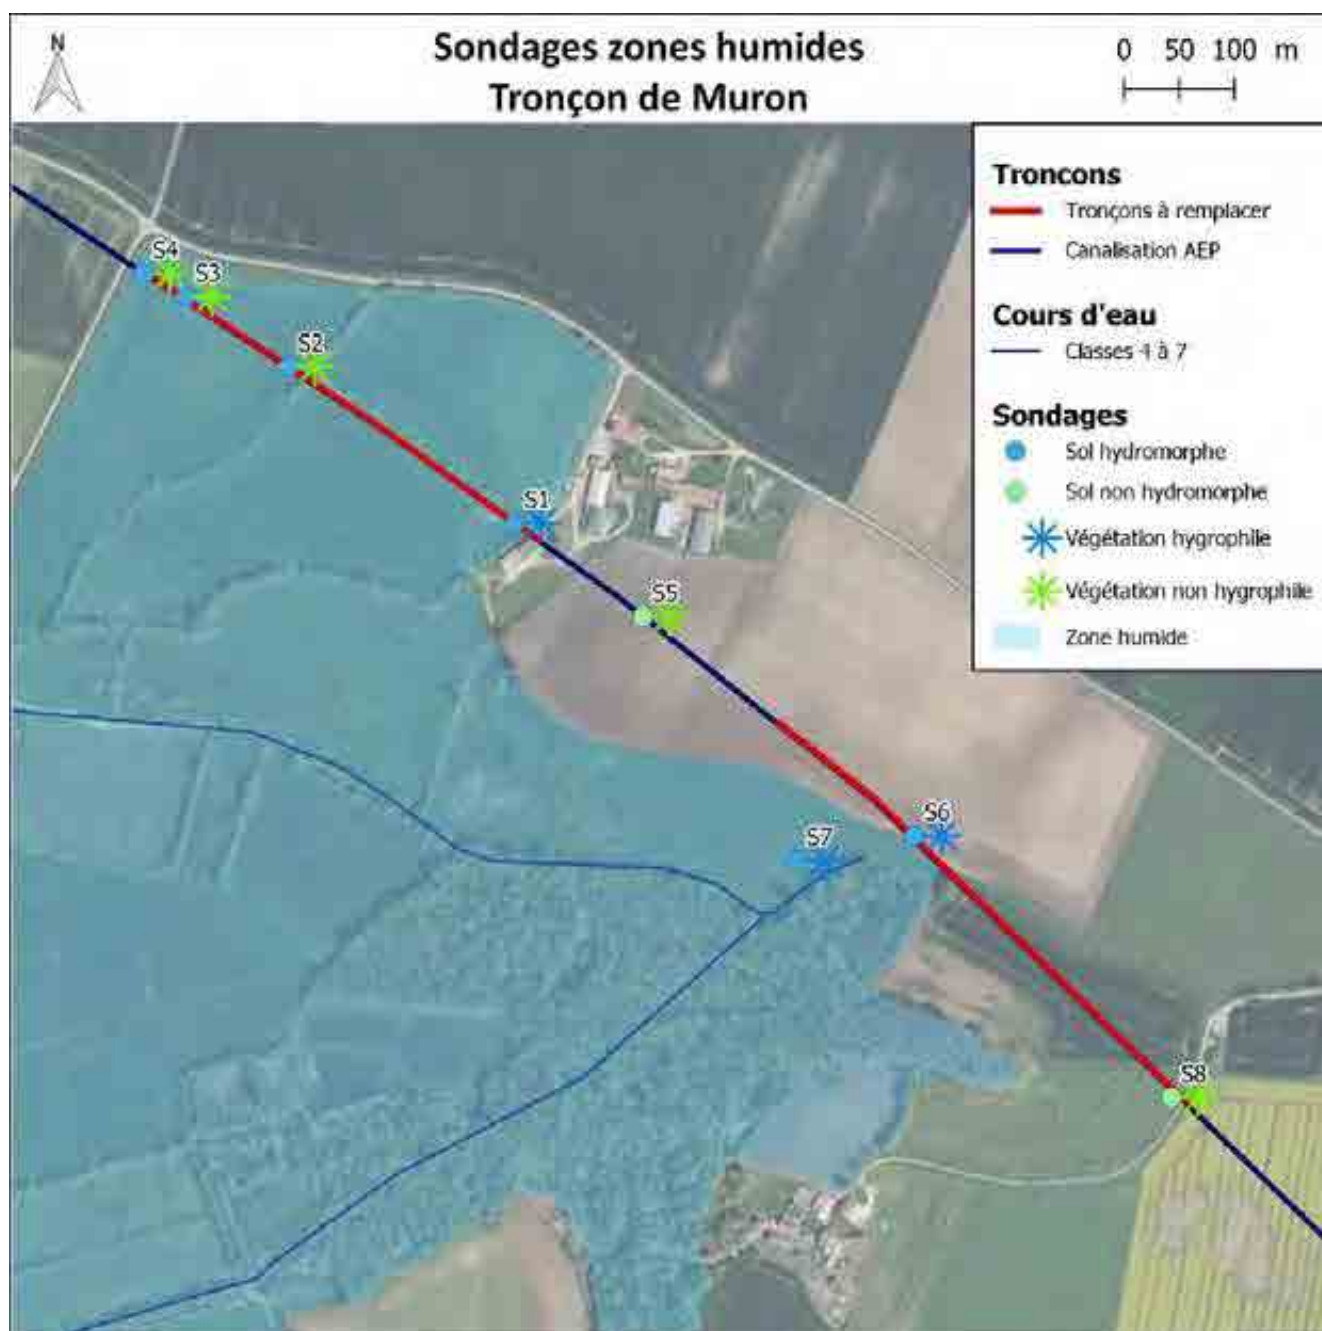 N
Sondages zones humides
Tronçon de Muron
0 50 100 m
Troncons
Tronçons à remplacer
Canalisation AEP
Cours d'eau
Classes 4 à 7
Sondages
Sol hydromorphe
Sol non hydromorphe
Végétation hygrophile
Végétation non hygrophile
Zone humide
S4
S3
S2
S1
S5
S6
S7
S8